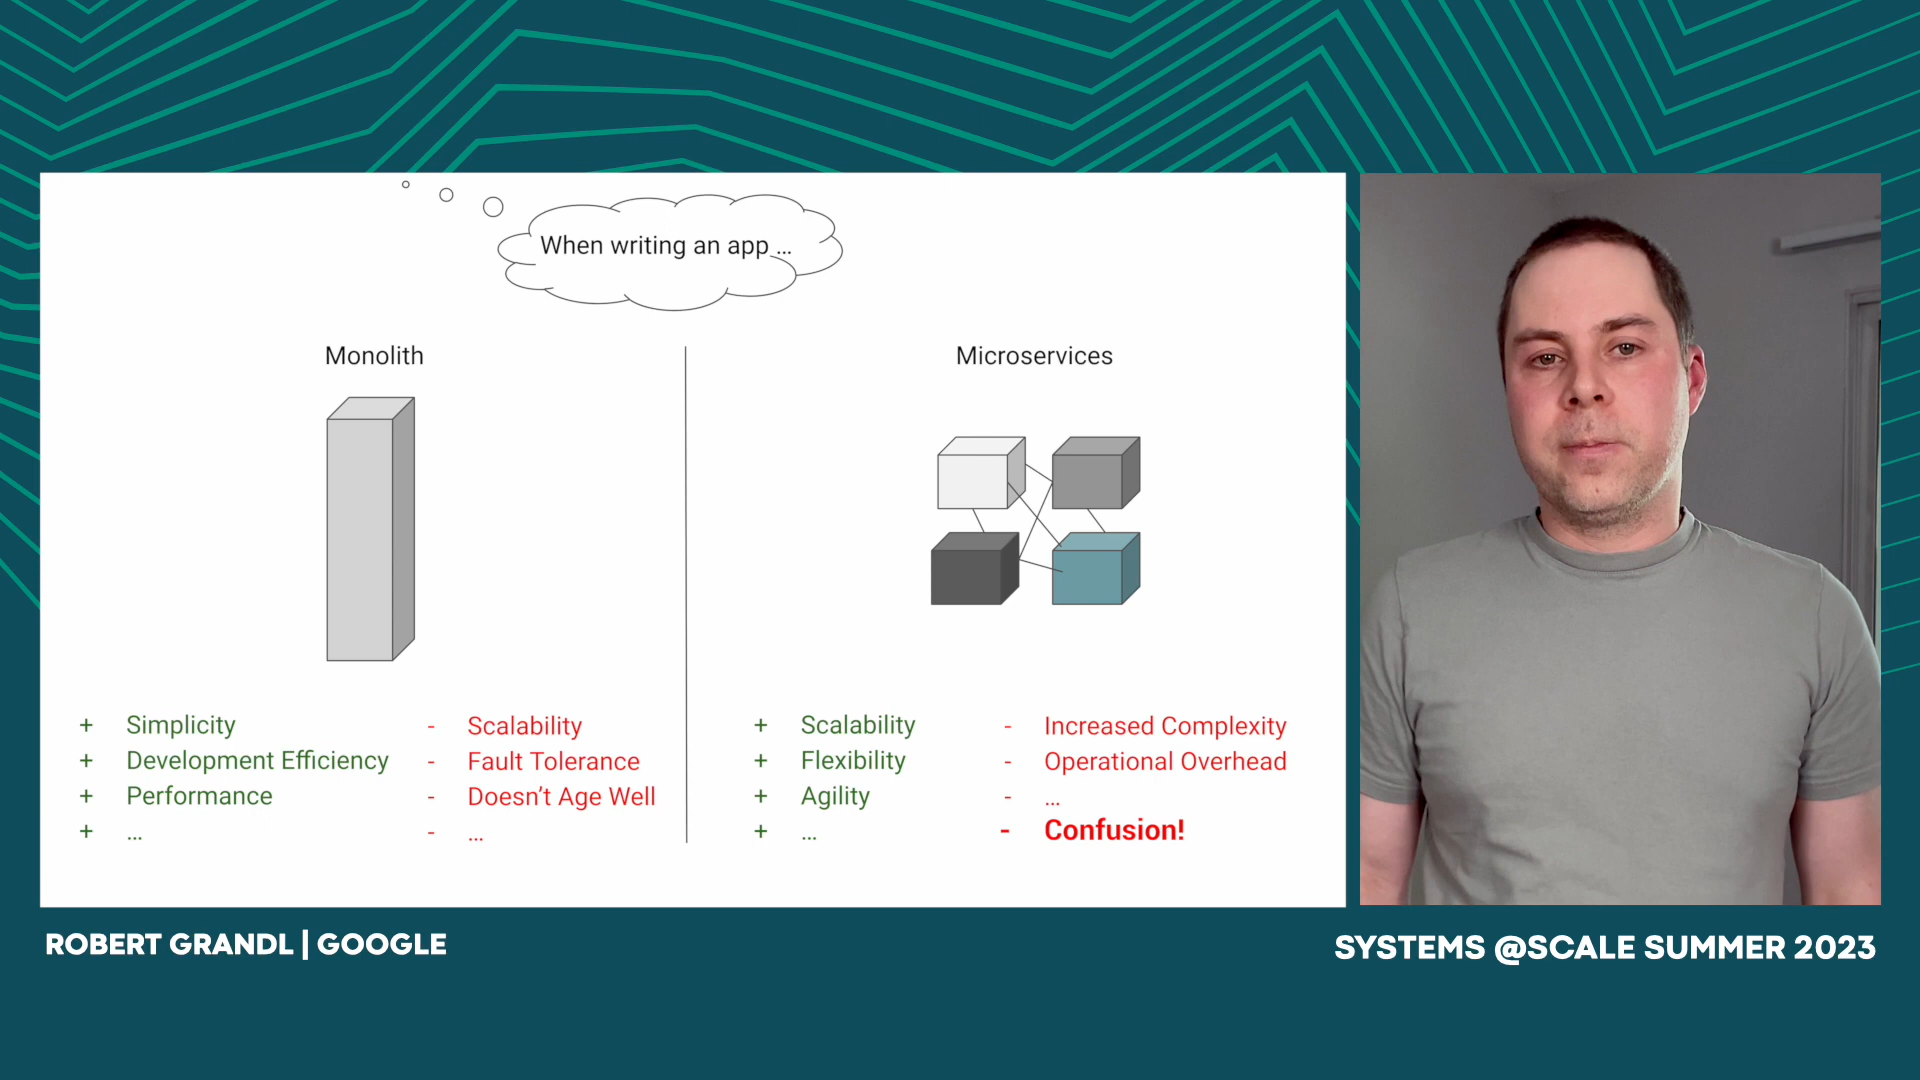 When writing an app ...
Monolith
Microservices
+ Simplicity
+ Development Efficiency
+ Performance
+ ...
- Scalability
- Fault Tolerance
- Doesn’t Age Well
- ...
+ Scalability
+ Flexibility
+ Agility
+ ...
- Increased Complexity
- Operational Overhead
- ...
- Confusion!
ROBERT GRANDL | GOOGLE
SYSTEMS @SCALE SUMMER 2023